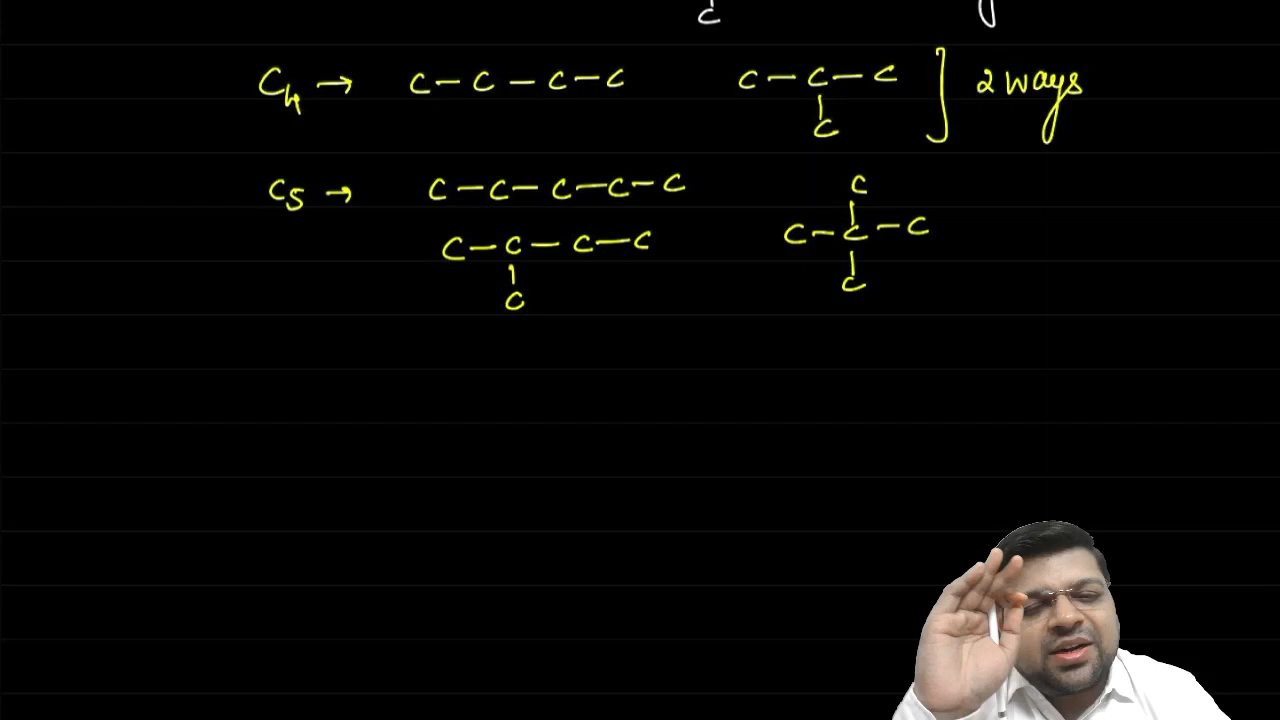 C
C₄ → C - C - C - C    C - C - C ] 2 ways
|
C
C₅ → C - C - C - C - C    C
|
C - C - C - C    C - C - C
|    |
C    C